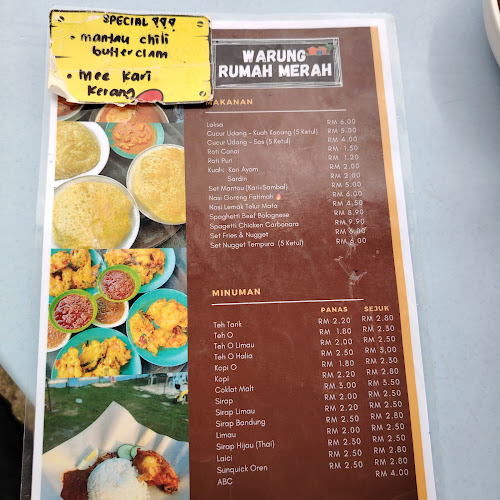 SPECIAL ???
• mantau chili
butterclam
• Mee Kari
Kerang
WARUNG
RUMAH MERAH
MAKANAN
Laksa RM 6.00
Cucur Udang - Kuah Kacang (5 Ketul) RM 5.00
Cucur Udang - Sos (5 Ketul) RM 4.00
Roti Canai RM 1.50
Roti Puri RM 1.20
Kuah: Kari Ayam RM 2.00
Sardin RM 2.00
Set Mantau (Kari+Sambal) RM 5.00
Nasi Goreng Patimah RM 6.00
Nasi Lemak Telur Mata RM 4.50
Spaghetti Beef Bolognese RM 8.90
Spagetti Chicken Carbonara RM 9.90
Set Fries & Nugget RM 6.00
Set Nugget Tempura (5 Ketul) RM 6.00
MINUMAN
PANAS SEJUK
Teh Tarik RM 2.20 RM 2.80
Teh O RM 1.80 RM 2.30
Teh O Limau RM 2.00 RM 2.50
Teh O Halia RM 2.50 RM 3.00
Kopi O RM 1.80 RM 2.30
Kopi RM 2.20 RM 2.80
Coklat Malt RM 3.00 RM 3.50
Sirap RM 2.00 RM 2.50
Sirap Limau RM 2.20 RM 2.50
Sirap Bandung RM 2.50 RM 2.80
Limau RM 2.00 RM 2.30
Sirap Hijau (Thai) RM 2.50 RM 2.50
Laici RM 2.50 RM 3.50
Sunquick Oren RM 2.50 RM 2.80
ABC RM 4.00